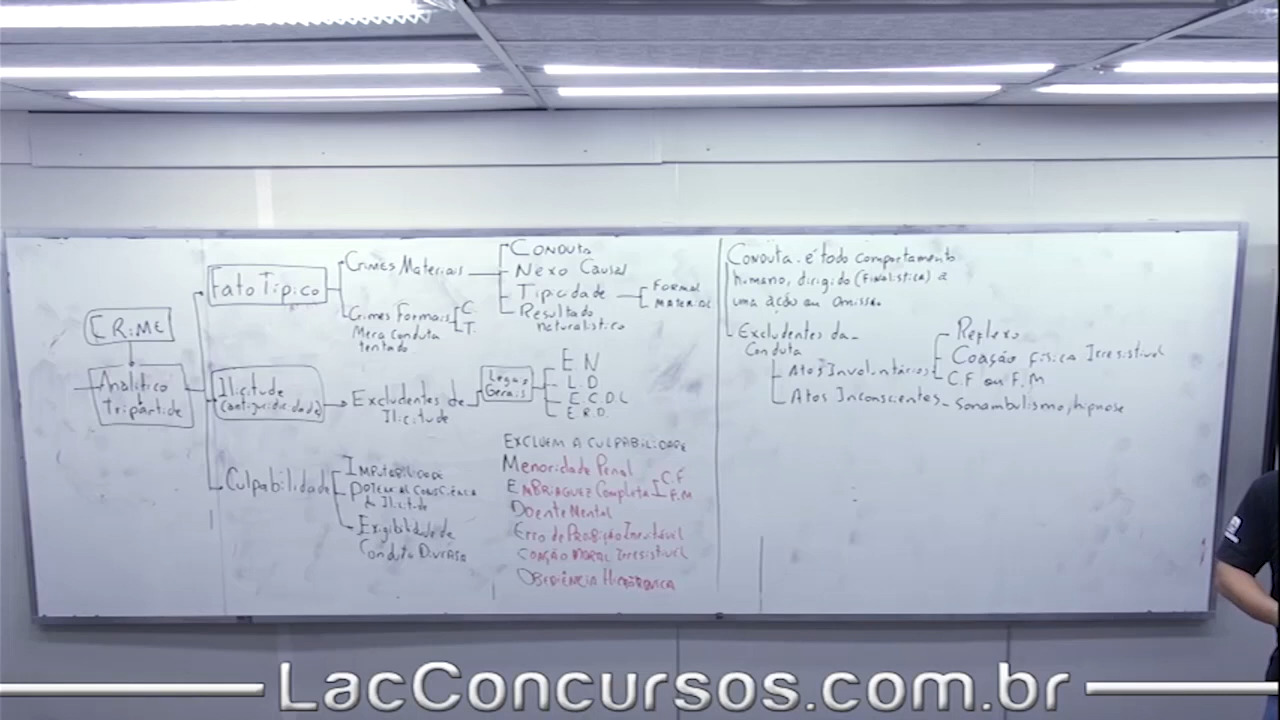 CRIME
Analítico
Tripartide
Fato Típico
Crimes Materiais
Conduta
Nexo Causal
Tipicidade
Formal
Material
Resultado
naturalístico
Crimes Formais
Mera Conduta
tentado
C.
T.
Ilicitude
(antijuridicidade)
Excludentes de
Ilicitude
Legais
Gerais
E N
L.D
E.C.D.L
E.R.D.
Culpabilidade
Imputabilidade
Potencial Consciência
da Ilicitude
Exigibilidade de
Conduta Diversa
EXCLUEM A CULPABILIDADE
Menoridade Penal
Embriaguez Completa I C.F
F.M
Doente Mental
Erro de Proibição Inevitável
Coação Moral Irresistível
Obediência Hierárquica
Conduta - é todo comportamento
humano, dirigido (Finalística) a
uma ação ou omissão
Excludentes da
Conduta
Atos Involuntários
Reflexo
Coação Física Irresistível
C.F ou F.M
Atos Inconscientes - Sonambulismo, hipnose
LacConcursos.com.br